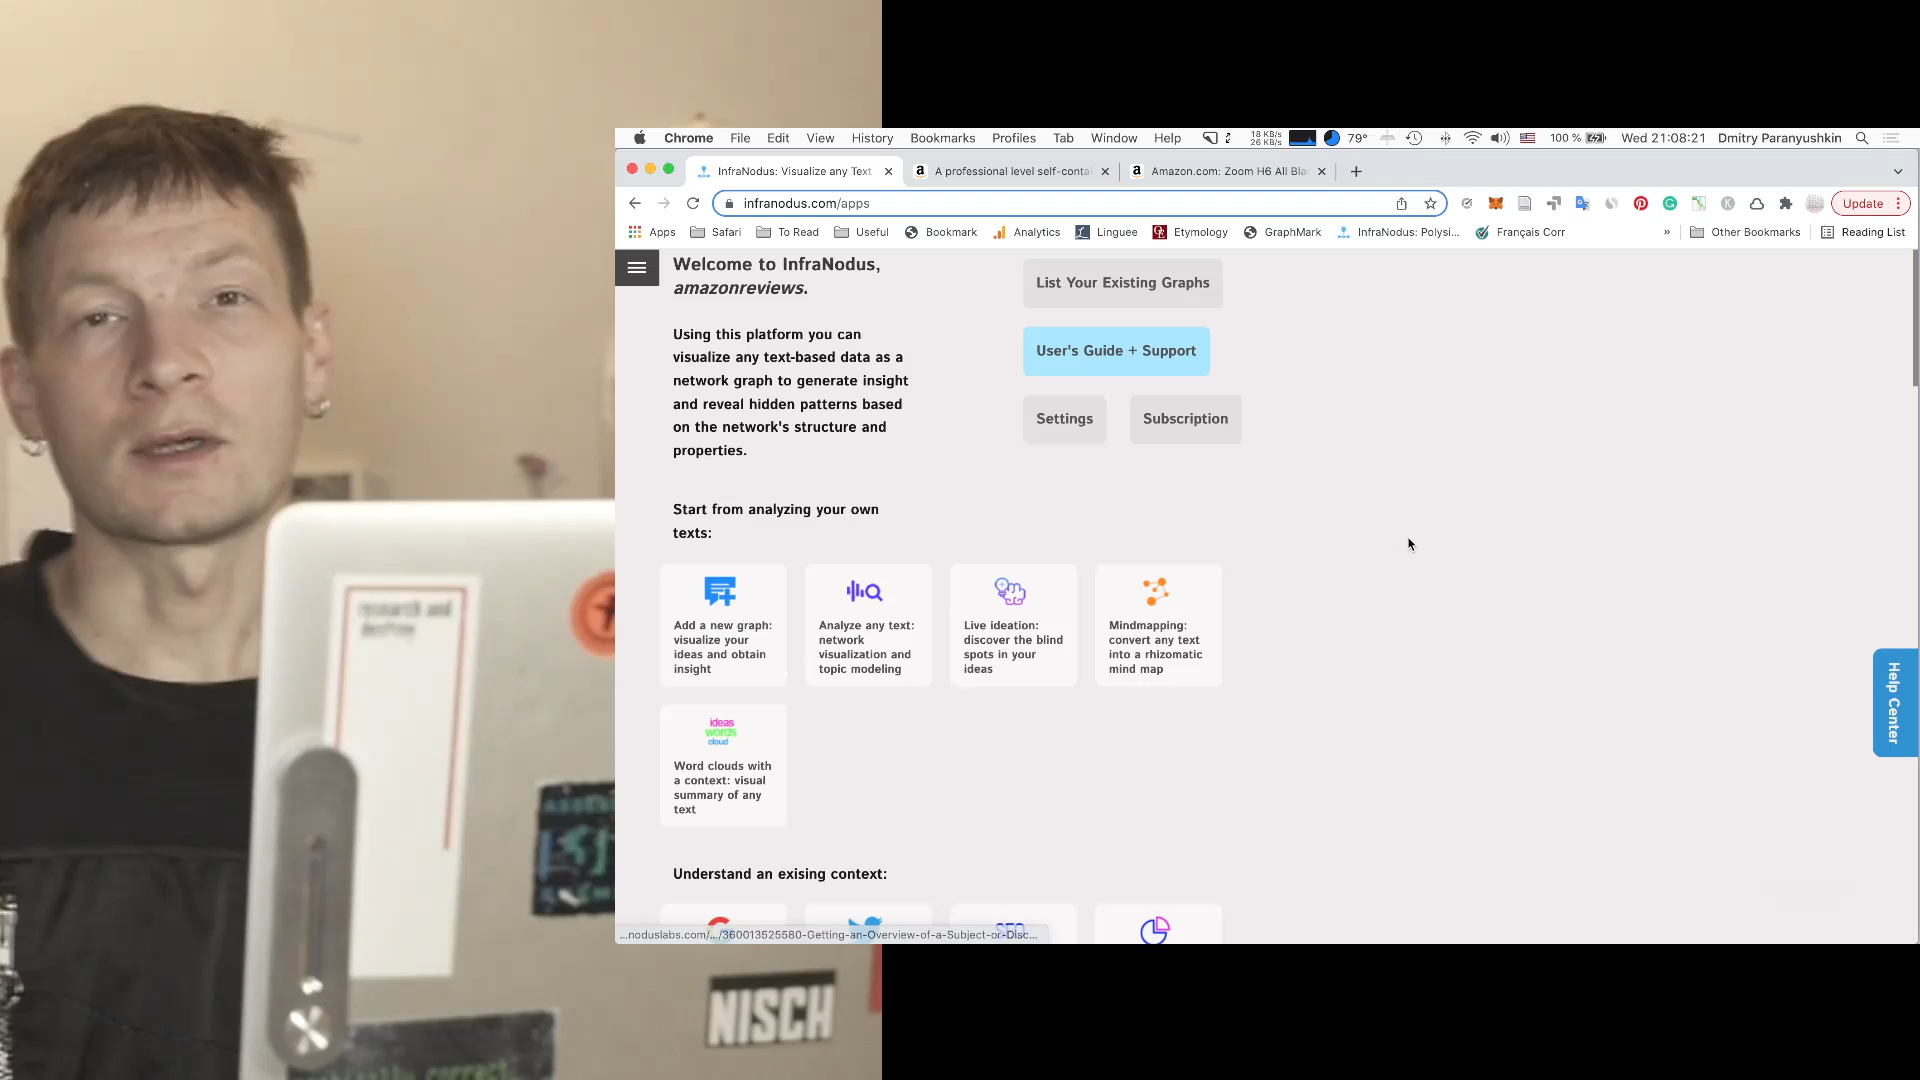 Chrome File Edit View History Bookmarks Profiles Tab Window Help
18 KB/s
26 KB/s
79° 100 % Wed 21:08:21 Dmitry Paranyushkin
InfraNodus: Visualize any Text
A professional level self-contai
Amazon.com: Zoom H6 All Bla
infranodus.com/apps
Update
Apps Safari To Read Useful Bookmark Analytics Linguee Etymology GraphMark InfraNodus: Polysi... Français Corr » Other Bookmarks Reading List
Welcome to InfraNodus,
amazonreviews.
Using this platform you can
visualize any text-based data as a
network graph to generate insight
and reveal hidden patterns based
on the network's structure and
properties.
List Your Existing Graphs
User's Guide + Support
Settings
Subscription
Start from analyzing your own
texts:
Add a new graph:
visualize your
ideas and obtain
insight
Analyze any text:
network
visualization and
topic modeling
Live ideation:
discover the blind
spots in your
ideas
Mindmapping:
convert any text
into a rhizomatic
mind map
ideas
words
cloud
Word clouds with
a context: visual
summary of any
text
Understand an exising context:
SEO
...noduslabs.com/.../360013525580-Getting-an-Overview-of-a-Subject-or-Disc...
Help Center
research and
NISCH